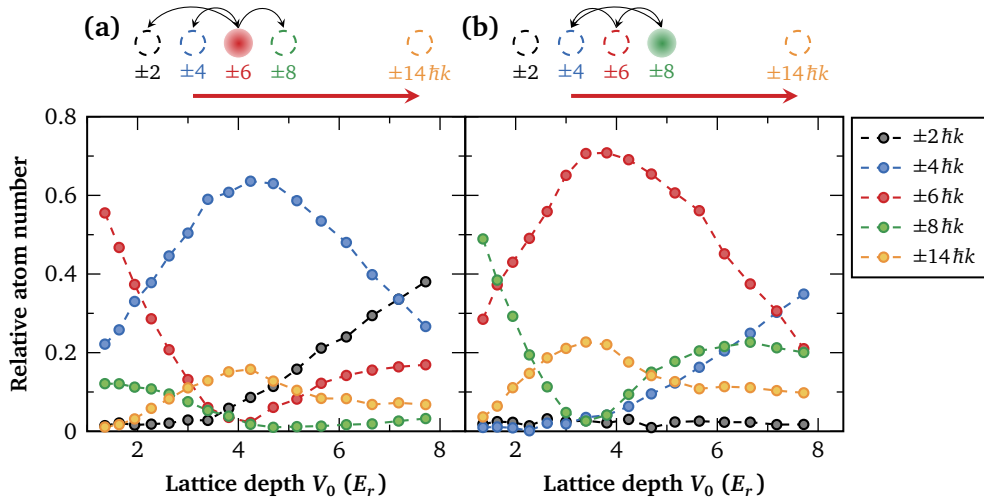 (a)
±2 ±4 ±6 ±8 ±14ħk
(b)
±2 ±4 ±6 ±8 ±14ħk
0.8
0.6
0.4
0.2
0
Relative atom number
2 4 6 8
Lattice depth V₀ (Eᵣ)
2 4 6 8
Lattice depth V₀ (Eᵣ)
±2ħk
±4ħk
±6ħk
±8ħk
±14ħk